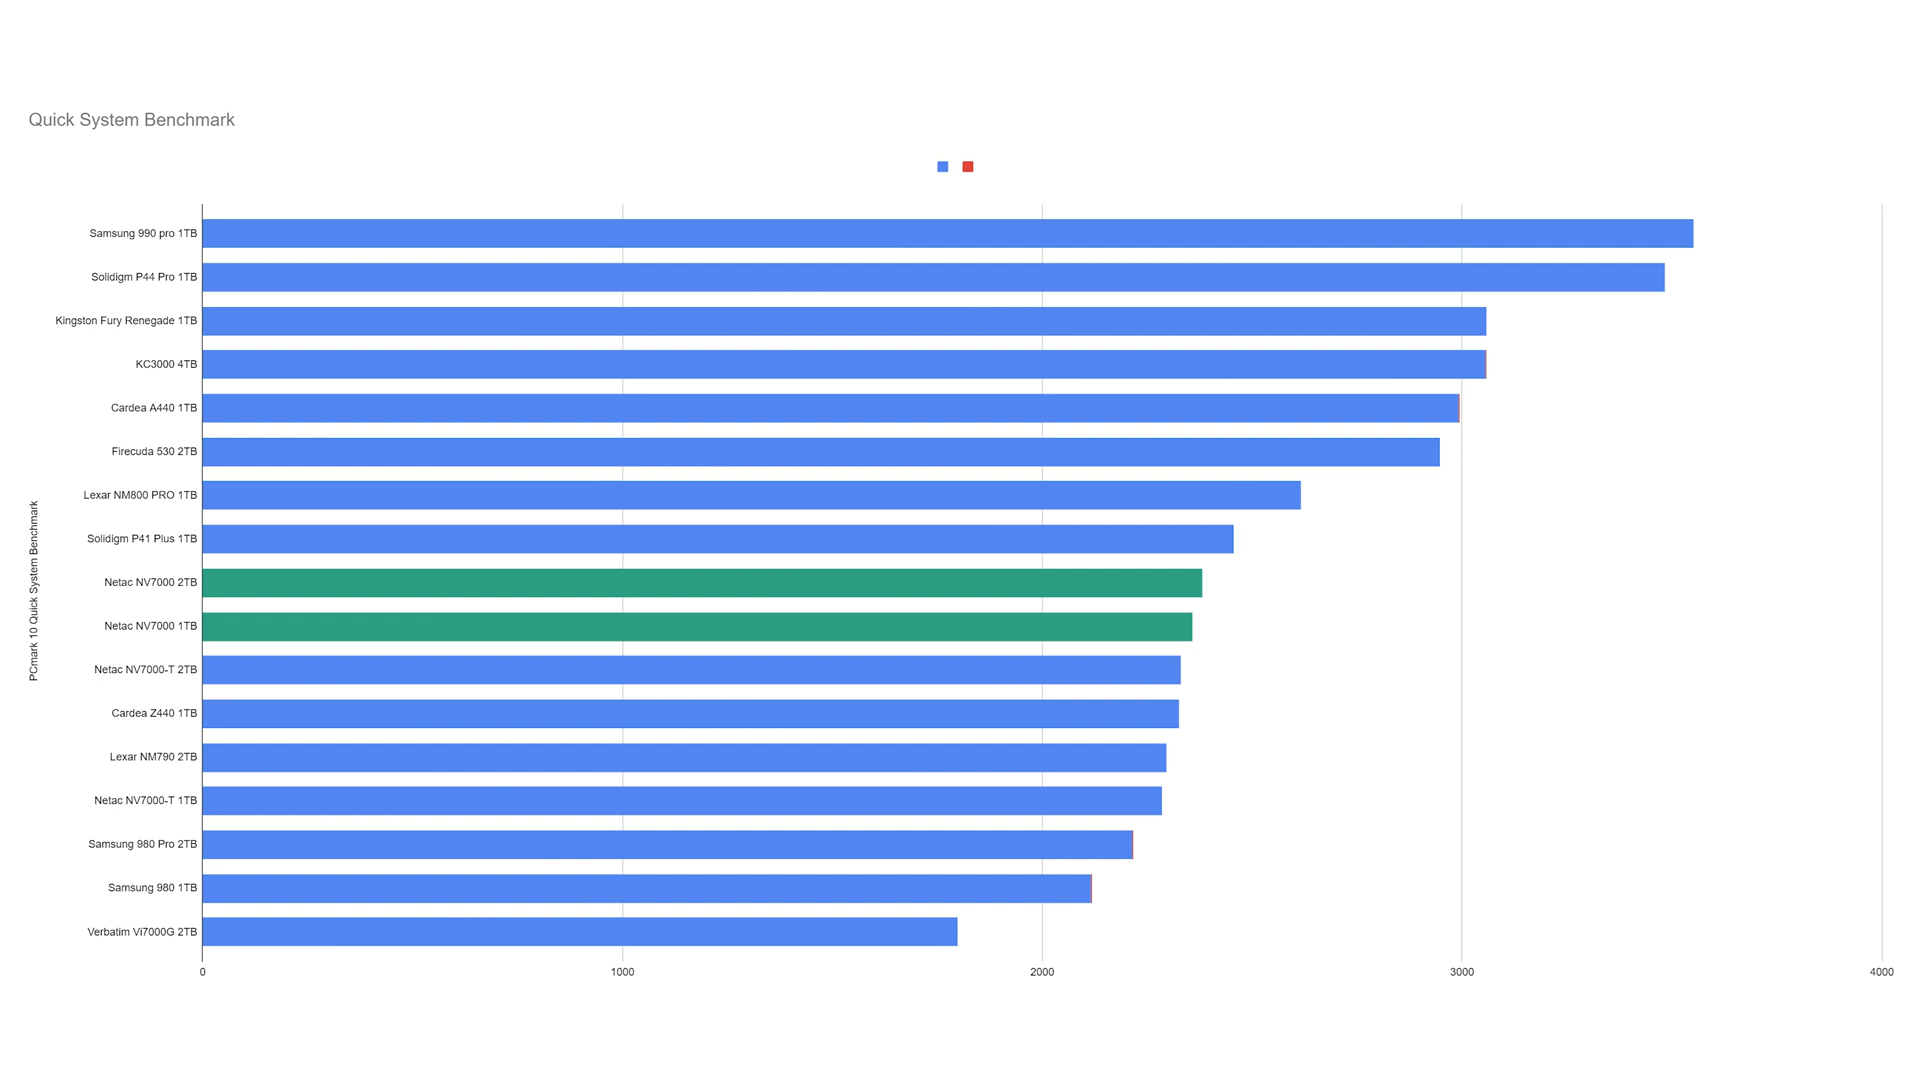 Quick System Benchmark
PCmark 10 Quick System Benchmark
Samsung 990 pro 1TB
Solidigm P44 Pro 1TB
Kingston Fury Renegade 1TB
KC3000 4TB
Cardea A440 1TB
Firecuda 530 2TB
Lexar NM800 PRO 1TB
Solidigm P41 Plus 1TB
Netac NV7000 2TB
Netac NV7000 1TB
Netac NV7000-T 2TB
Cardea Z440 1TB
Lexar NM790 2TB
Netac NV7000-T 1TB
Samsung 980 Pro 2TB
Samsung 980 1TB
Verbatim Vi7000G 2TB
0 1000 2000 3000 4000